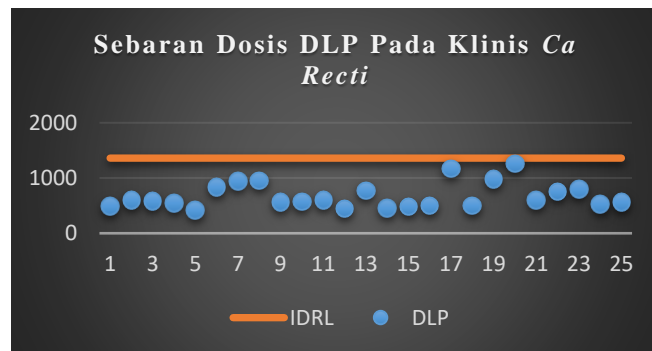 Sebaran Dosis DLP Pada Klinis Ca
Recti
2000
1000
0
1 3 5 7 9 11 13 15 17 19 21 23 25
IDRL DLP